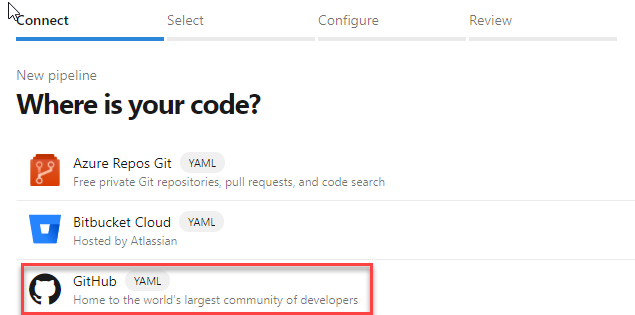 Connect Select Configure Review
New pipeline
Where is your code?
Azure Repos Git YAML
Free private Git repositories, pull requests, and code search
Bitbucket Cloud YAML
Hosted by Atlassian
GitHub YAML
Home to the world's largest community of developers